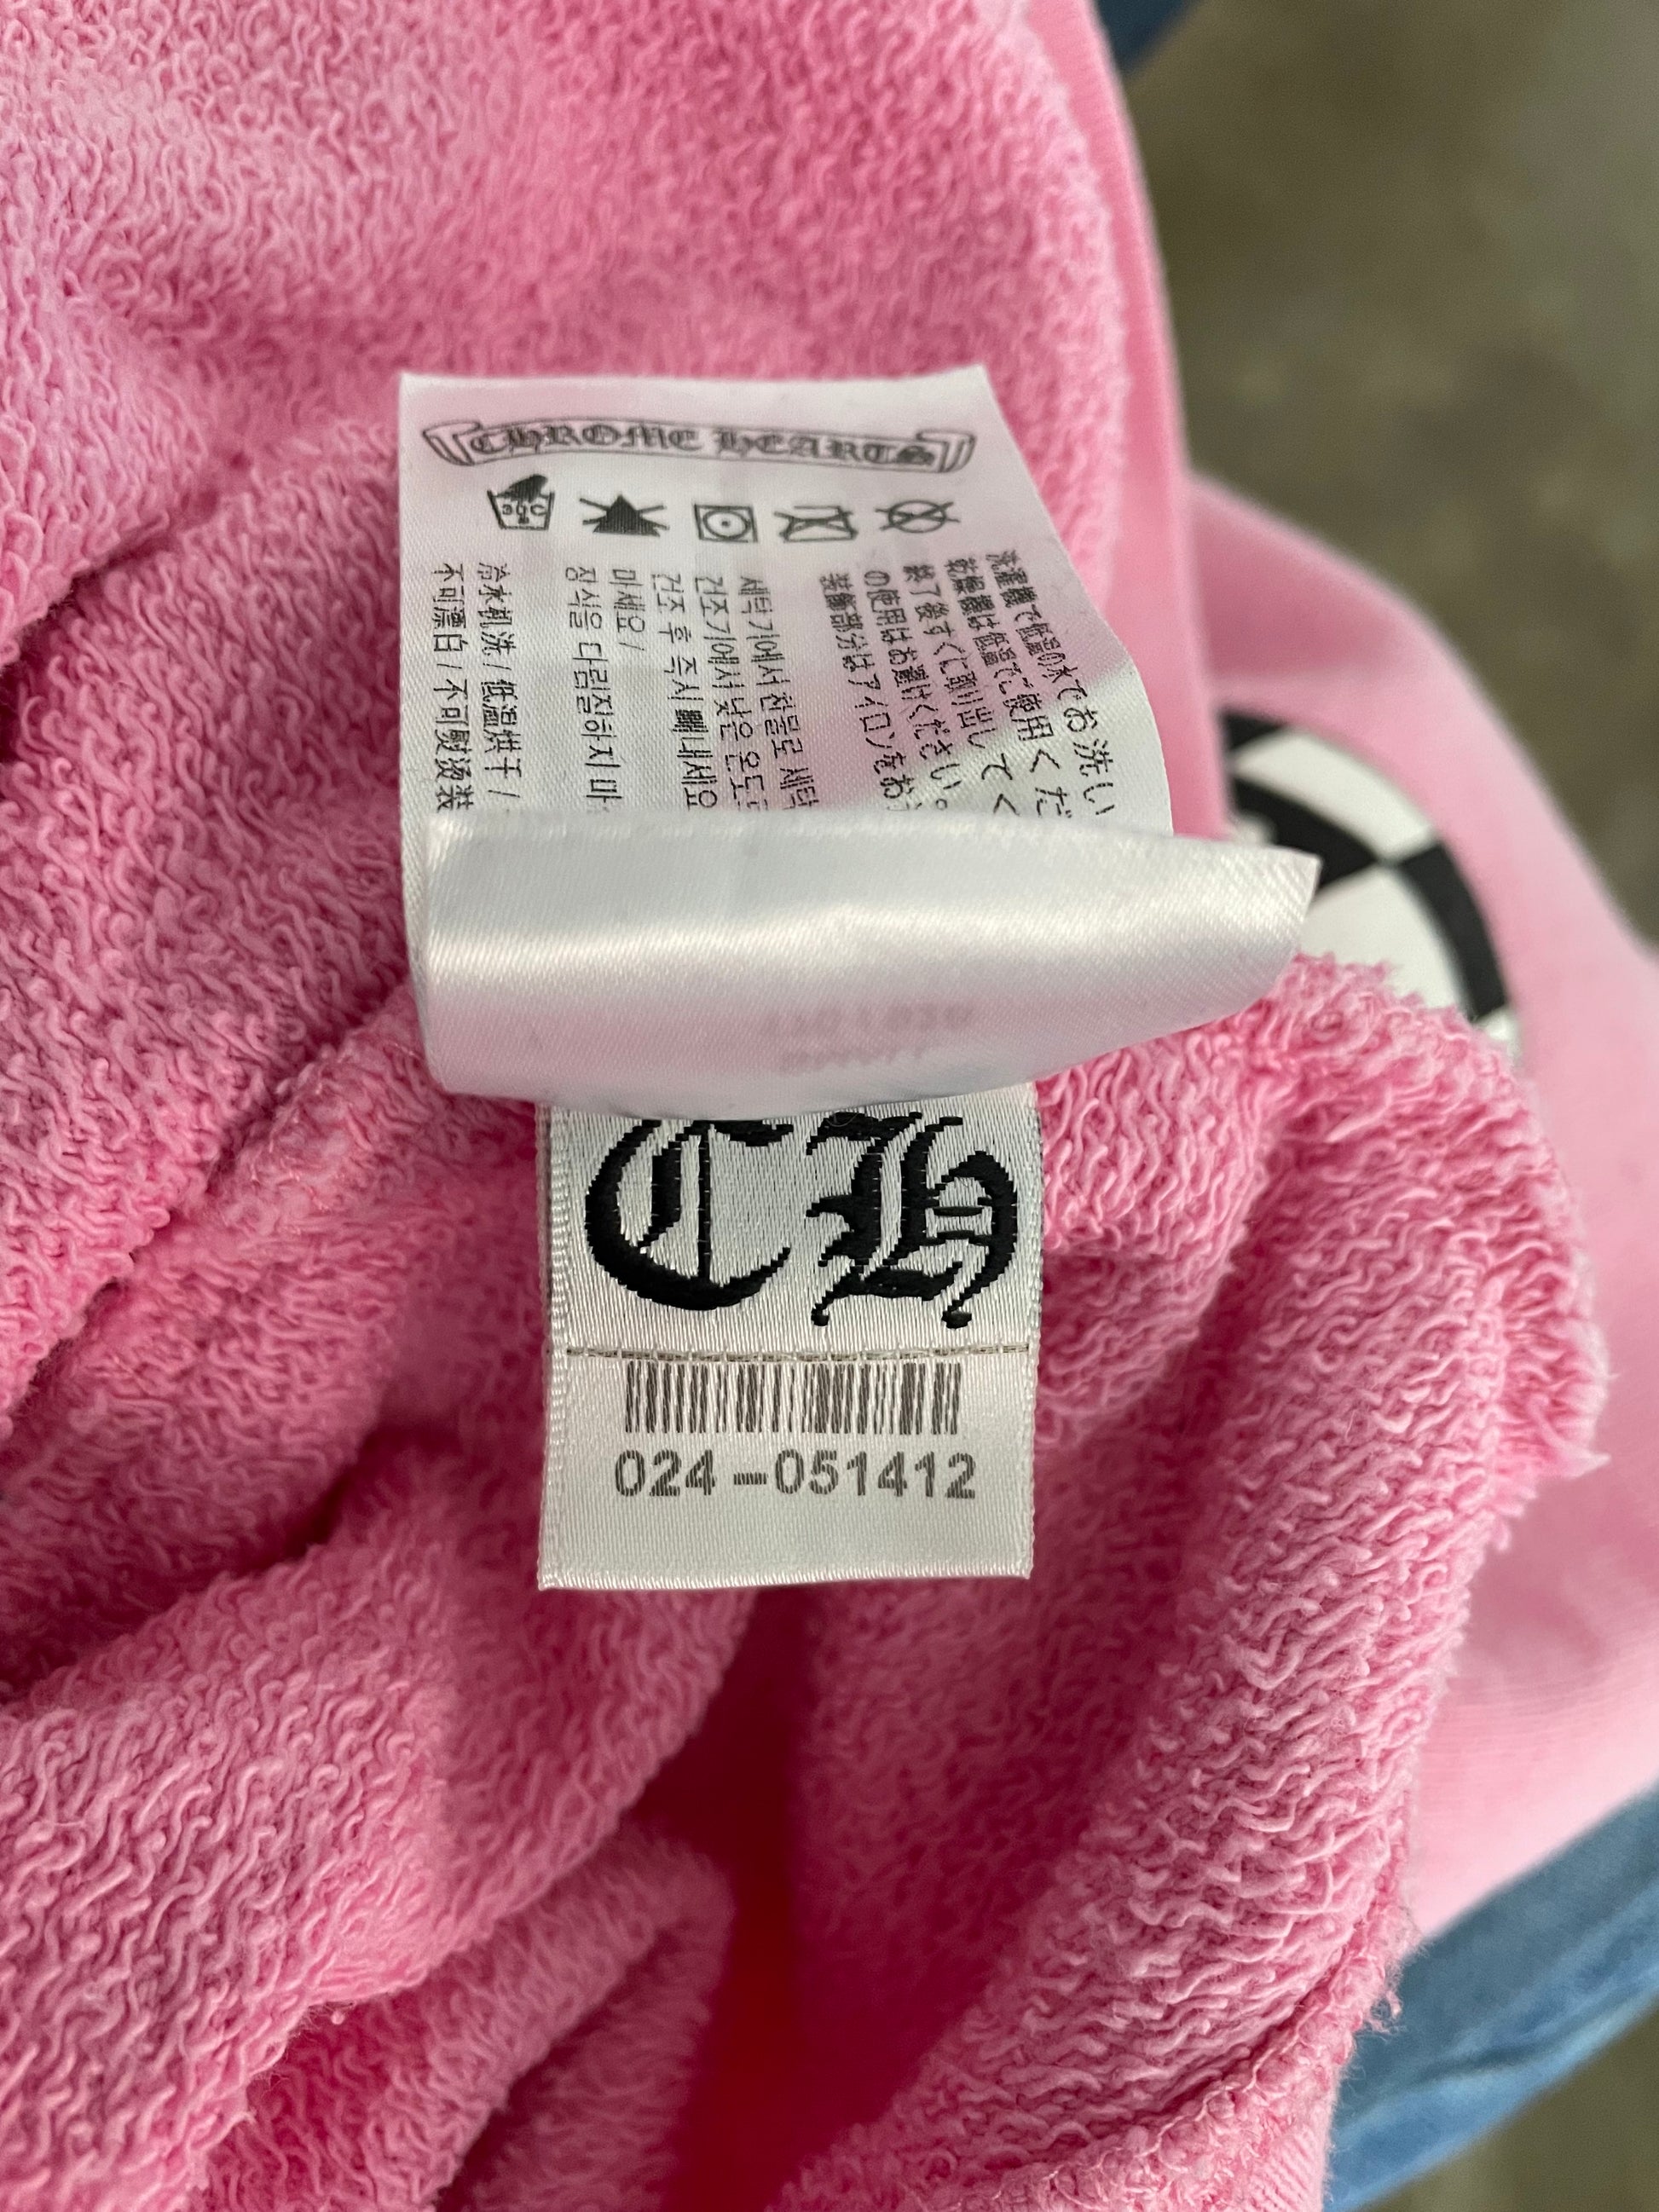 CHROME HEARTS
30C
洗濯機で低温の水でお洗い
乾燥機は低温でご使用くだ
終了後すぐに取り出してく
の使用はお避けください。
装飾部分はアイロンをお
세탁기에서 찬물로 세탁
건조기에서 낮은 온도
건조 후 즉시 빼내세요
마세요 /
장식을 다림질하지 마
冷水机洗 / 低温烘干 /
不可漂白 / 不可熨烫装
CH
024-051412